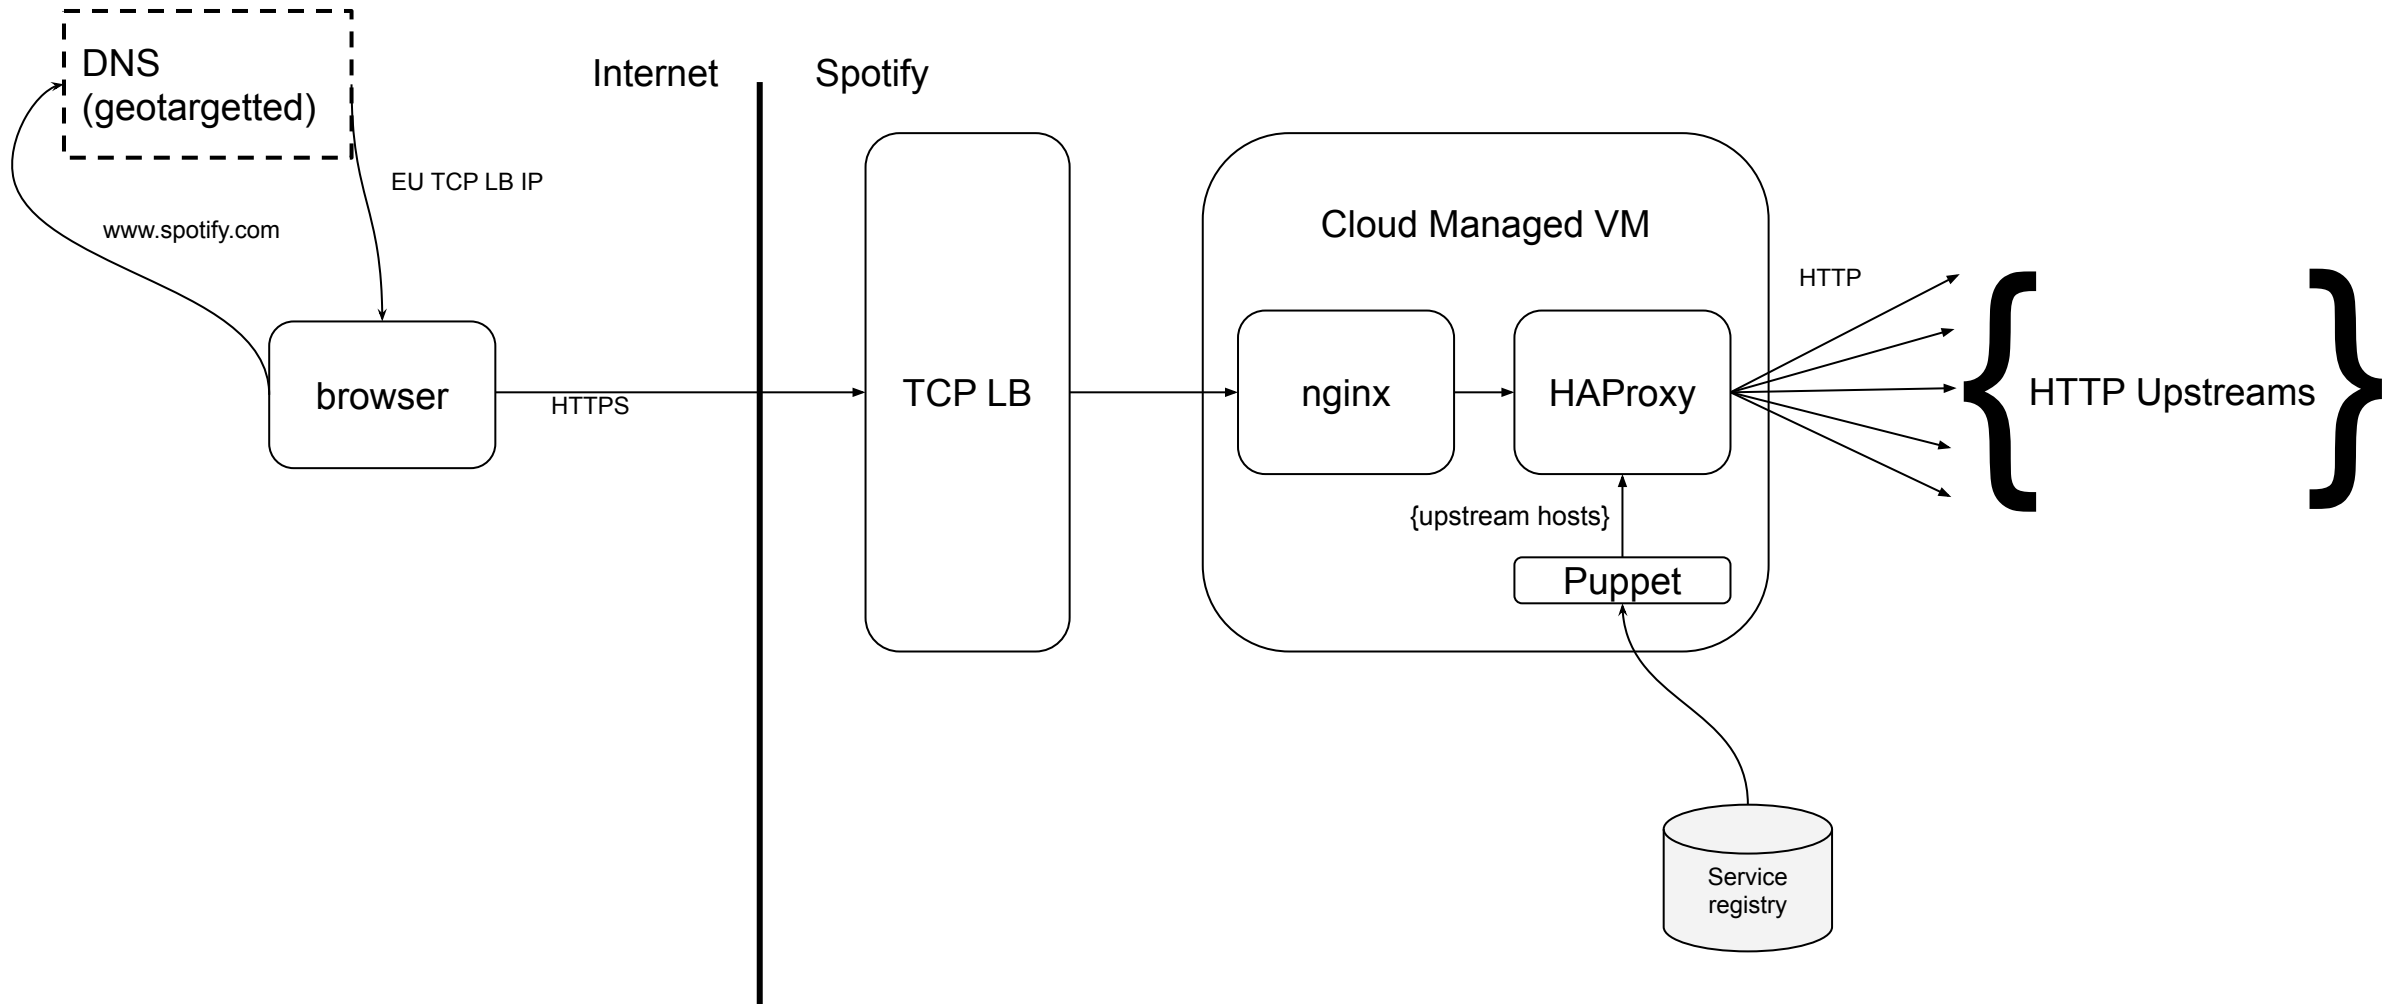 DNS
(geotargetted)
Internet
Spotify
EU TCP LB IP
www.spotify.com
Cloud Managed VM
HTTP
browser
HTTPS
TCP LB
nginx
HAProxy
{
HTTP Upstreams
}
{upstream hosts}
Puppet
Service
registry